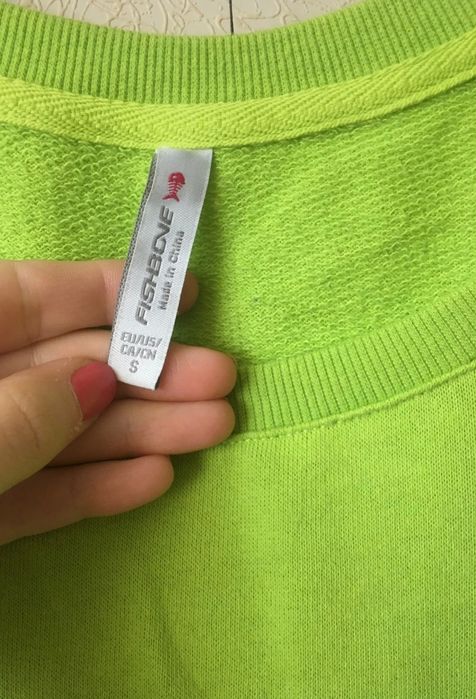 FISHBONE
Made in China
EU/US/
CA/CN
S